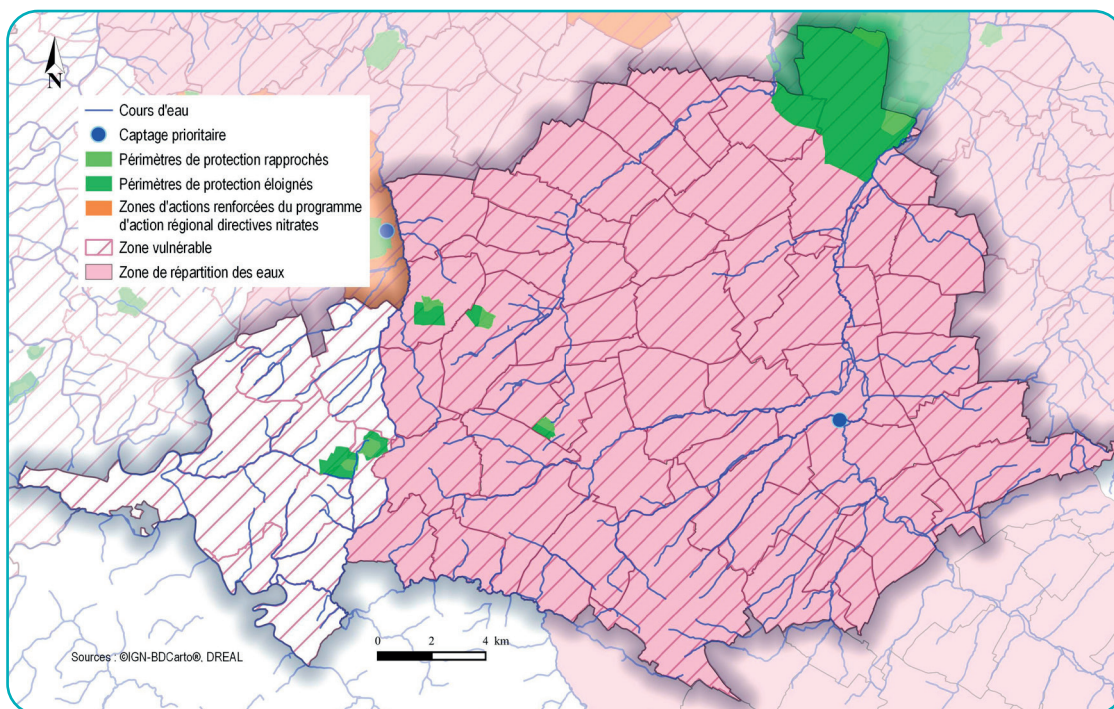 N
Cours d'eau
Captage prioritaire
Périmètres de protection rapprochés
Périmètres de protection éloignés
Zones d'actions renforcées du programme
d'action régional directives nitrates
Zone vulnérable
Zone de répartition des eaux
0 2 4 km
Sources : ©IGN-BDCarto®, DREAL